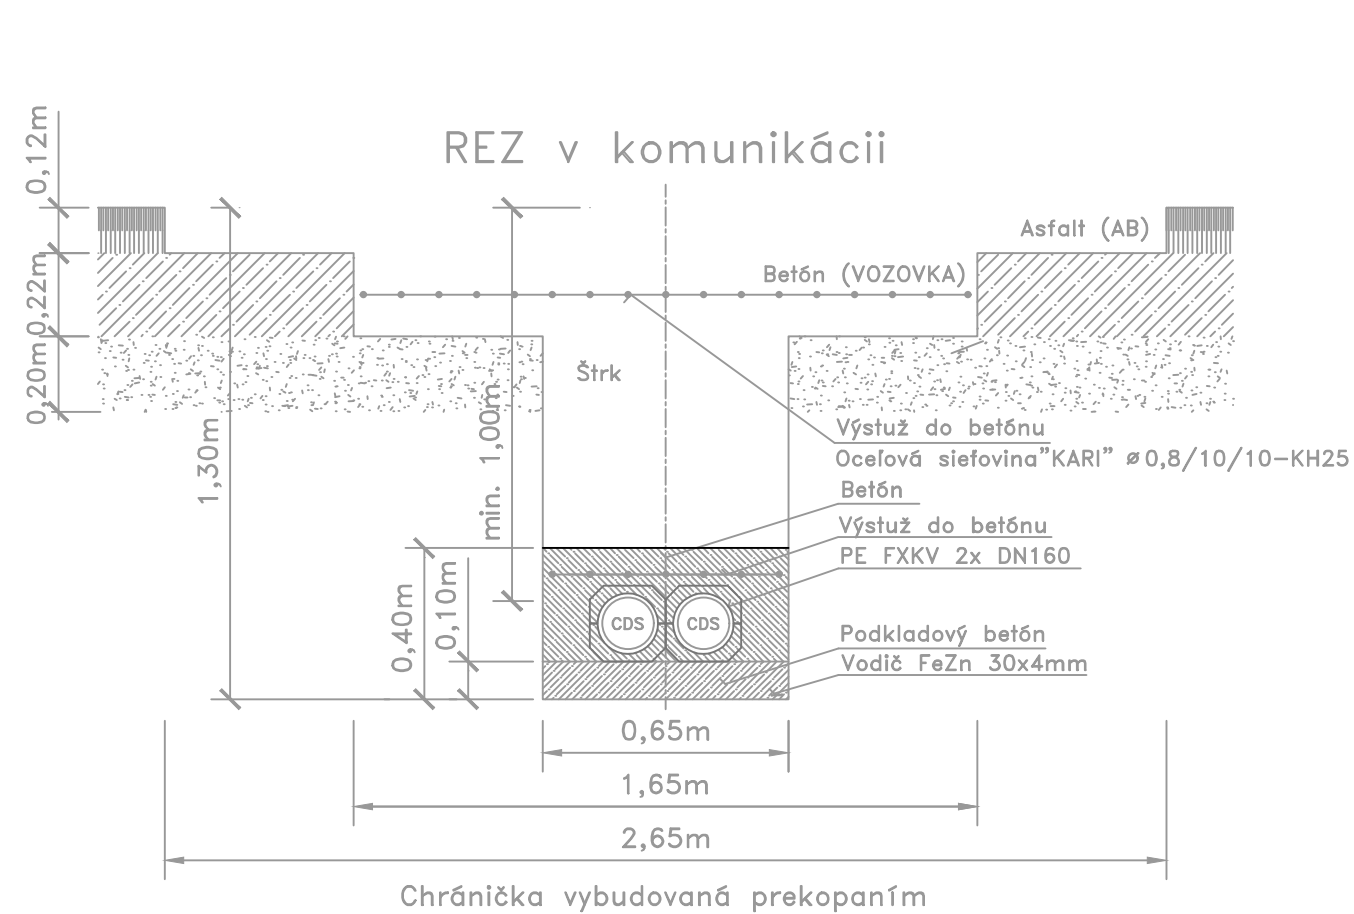 REZ v komunikácii
0,12m
0,22m
0,20m
1,30m
min. 1,00m
0,40m
0,10m
Asfalt (AB)
Betón (VOZOVKA)
Štrk
Výstuž do betónu
Oceľová sieťovina"KARI" ⌀0,8/10/10-KH25
Betón
Výstuž do betónu
PE FXKV 2x DN160
CDS
CDS
Podkladový betón
Vodič FeZn 30x4mm
0,65m
1,65m
2,65m
Chránička vybudovaná prekopaním